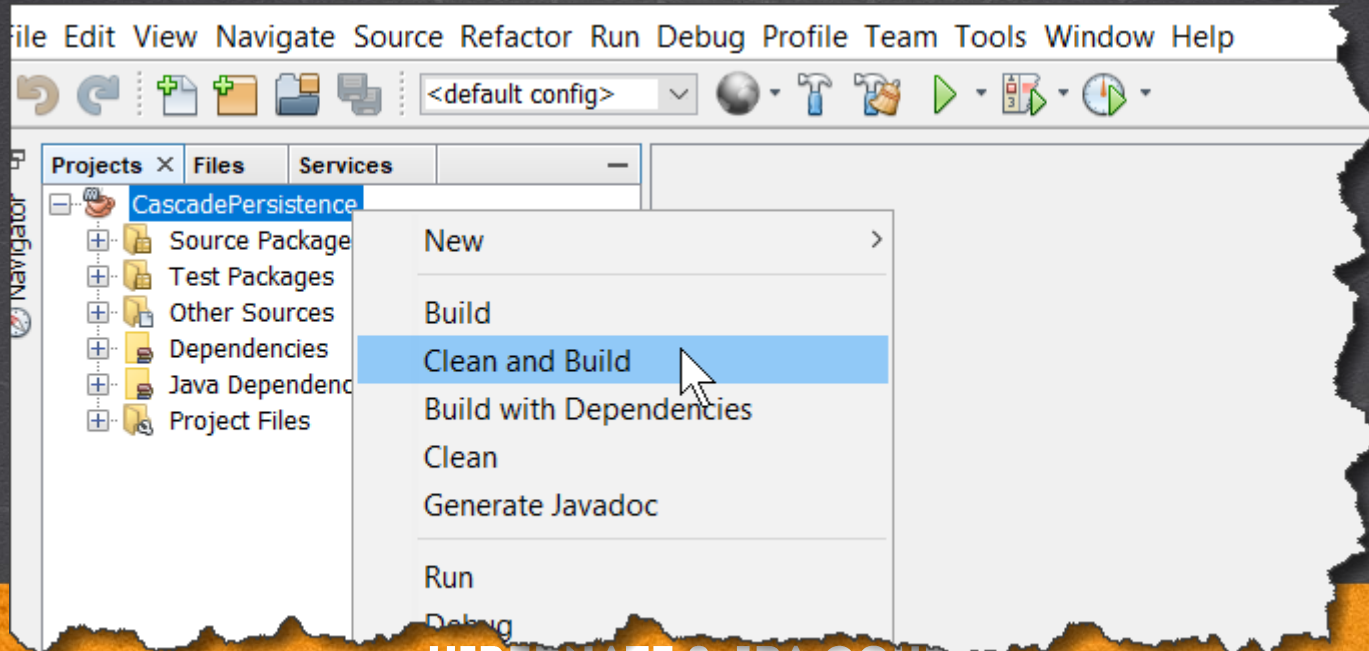 File Edit View Navigate Source Refactor Run Debug Profile Team Tools Window Help
<default config>
Projects Files Services
Navigator
CascadePersistence
Source Package
Test Packages
Other Sources
Dependencies
Java Dependenc
Project Files
New
Build
Clean and Build
Build with Dependencies
Clean
Generate Javadoc
Run
Debug